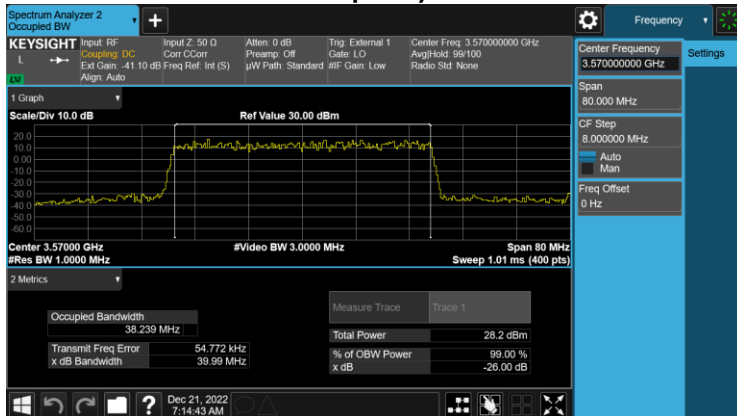 Spectrum Analyzer 2
Occupied BW
Frequency
KEYSIGHT
L
LXI
Input: RF
Coupling: DC
Ext Gain: -41.10 dB
Align: Auto
Input Z: 50 Ω
Corr CCorr
Freq Ref: Int (S)
Atten: 0 dB
Preamp: Off
µW Path: Standard
Trig: External 1
Gate: LO
#IF Gain: Low
Center Freq: 3.570000000 GHz
Avg|Hold: 99/100
Radio Std: None
Center Frequency
3.570000000 GHz
Settings
Span
80.000 MHz
CF Step
8.000000 MHz
Auto
Man
Freq Offset
0 Hz
1 Graph
Scale/Div 10.0 dB
Ref Value 30.00 dBm
20.0
10.0
0.00
-10.0
-20.0
-30.0
-40.0
-50.0
-60.0
Center 3.57000 GHz
#Video BW 3.0000 MHz
Span 80 MHz
#Res BW 1.0000 MHz
Sweep 1.01 ms (400 pts)
2 Metrics
Occupied Bandwidth
38.239 MHz
Transmit Freq Error 54.772 kHz
x dB Bandwidth 39.99 MHz
Measure Trace Trace 1
Total Power 28.2 dBm
% of OBW Power 99.00 %
x dB -26.00 dB
?
Dec 21, 2022
7:14:43 AM